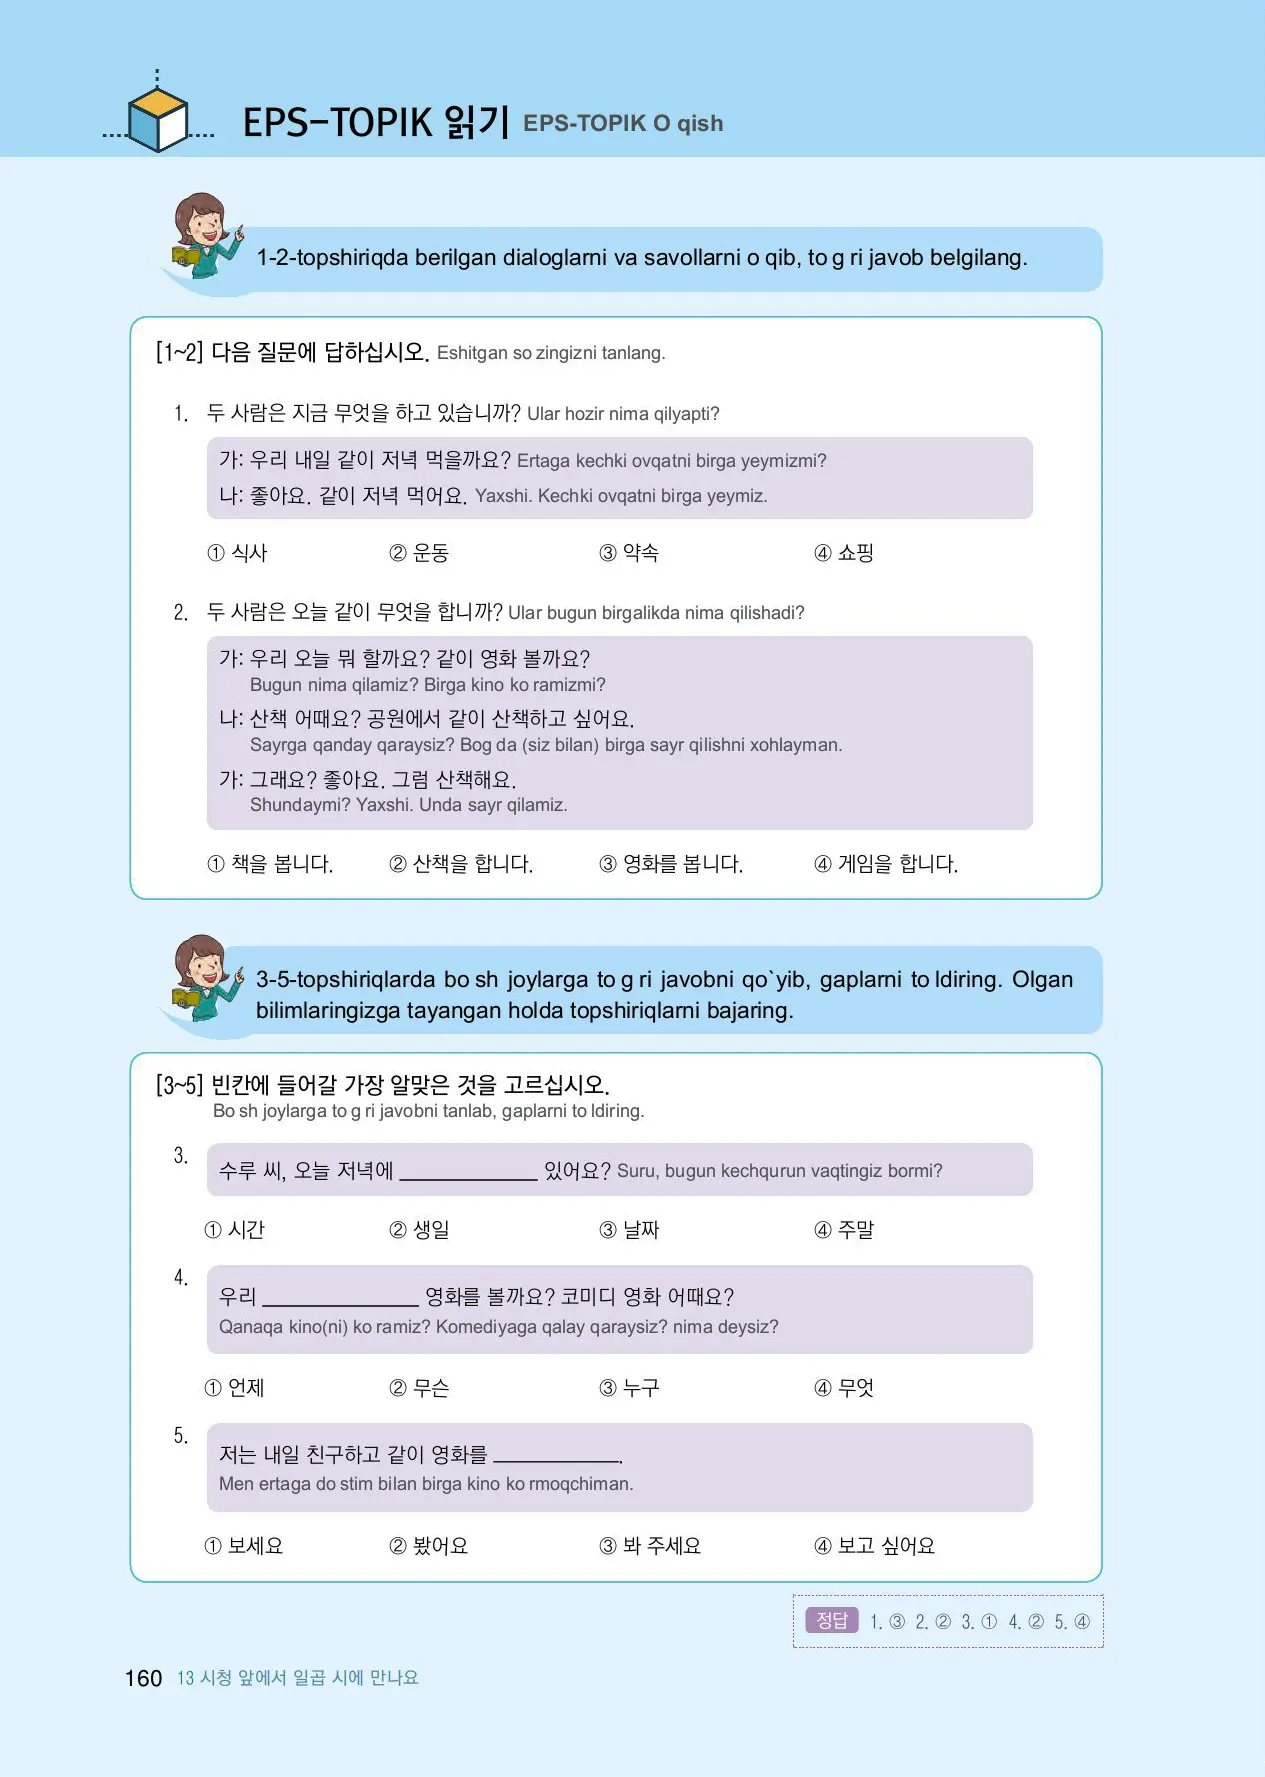 EPS-TOPIK 읽기 EPS-TOPIK O qish
1-2-topshiriqda berilgan dialoglarni va savollarni o qib, to g ri javob belgilang.
[1~2] 다음 질문에 답하십시오. Eshitgan so zingizni tanlang.
1. 두 사람은 지금 무엇을 하고 있습니까? Ular hozir nima qilyapti?
가: 우리 내일 같이 저녁 먹을까요? Ertaga kechki ovqatni birga yeymizmi?
나: 좋아요. 같이 저녁 먹어요. Yaxshi. Kechki ovqatni birga yeymiz.
① 식사 ② 운동 ③ 약속 ④ 쇼핑
2. 두 사람은 오늘 같이 무엇을 합니까? Ular bugun birgalikda nima qilishadi?
가: 우리 오늘 뭐 할까요? 같이 영화 볼까요?
Bugun nima qilamiz? Birga kino ko ramizmi?
나: 산책 어때요? 공원에서 같이 산책하고 싶어요.
Sayrga qanday qaraysiz? Bog da (siz bilan) birga sayr qilishni xohlayman.
가: 그래요? 좋아요. 그럼 산책해요.
Shundaymi? Yaxshi. Unda sayr qilamiz.
① 책을 봅니다. ② 산책을 합니다. ③ 영화를 봅니다. ④ 게임을 합니다.
3-5-topshiriqlarda bo sh joylarga to g ri javobni qo`yib, gaplarni to ldiring. Olgan
bilimlaringizga tayangan holda topshiriqlarni bajaring.
[3~5] 빈칸에 들어갈 가장 알맞은 것을 고르십시오.
Bo sh joylarga to g ri javobni tanlab, gaplarni to ldiring.
3. 수루 씨, 오늘 저녁에 ______ 있어요? Suru, bugun kechqurun vaqtingiz bormi?
① 시간 ② 생일 ③ 날짜 ④ 주말
4. 우리 ______ 영화를 볼까요? 코미디 영화 어때요?
Qanaqa kino(ni) ko ramiz? Komediyaga qalay qaraysiz? nima deysiz?
① 언제 ② 무슨 ③ 누구 ④ 무엇
5. 저는 내일 친구하고 같이 영화를 ______.
Men ertaga do stim bilan birga kino ko rmoqchiman.
① 보세요 ② 봤어요 ③ 봐 주세요 ④ 보고 싶어요
정답 1. ③ 2. ② 3. ① 4. ② 5. ④
160 13 시청 앞에서 일곱 시에 만나요